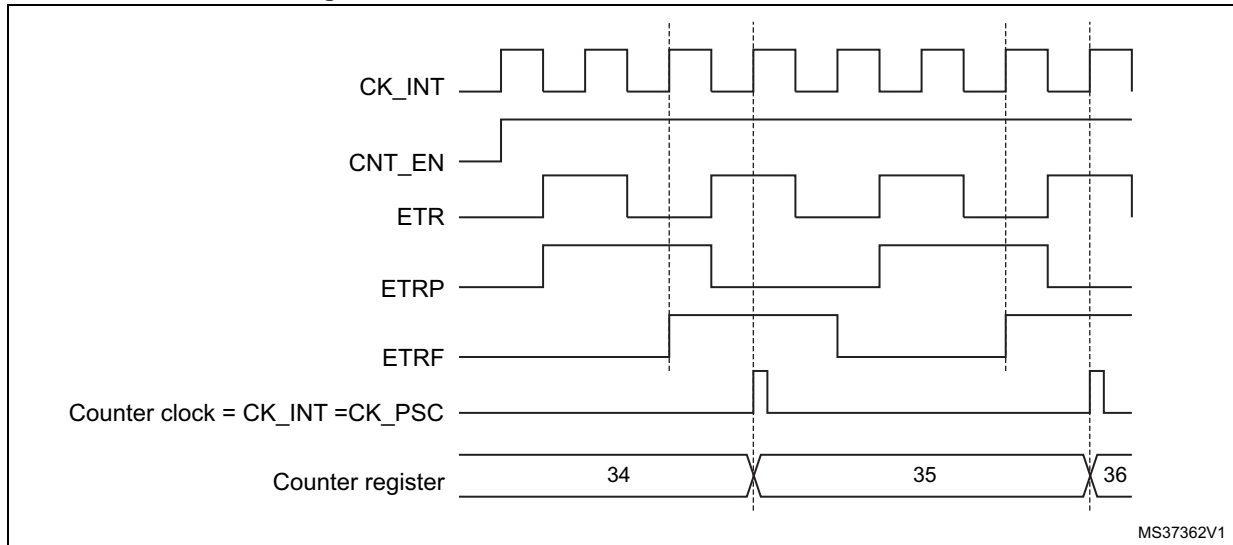 CK_INT
CNT_EN
ETR
ETRP
ETRF
Counter clock = CK_INT =CK_PSC
Counter register 34 35 36
MS37362V1